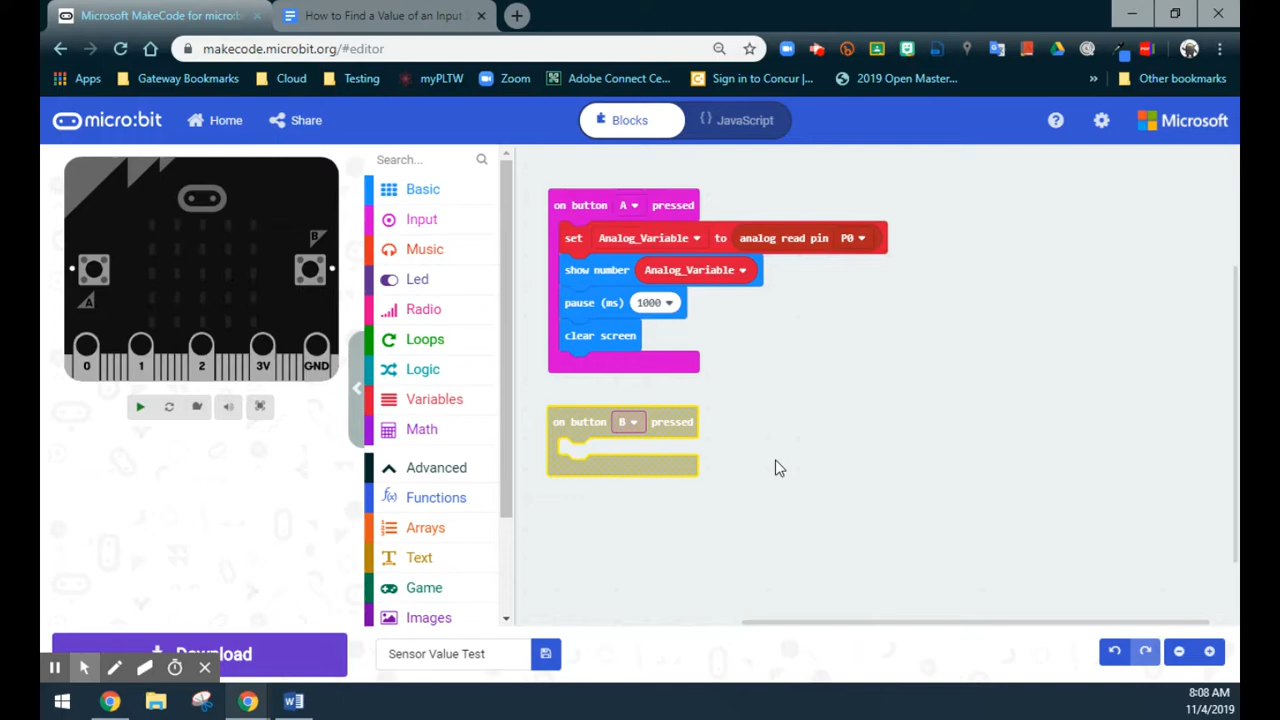 Microsoft MakeCode for micro:b
How to Find a Value of an Input
makecode.microbit.org/#editor
Apps
Gateway Bookmarks
Cloud
Testing
myPLTW
Zoom
Adobe Connect Ce...
Sign in to Concur |...
2019 Open Master...
»
Other bookmarks
micro:bit
Home
Share
Blocks
JavaScript
Microsoft
Search...
Basic
Input
Music
Led
Radio
Loops
Logic
Variables
Math
Advanced
Functions
Arrays
Text
Game
Images
B
A
0 1 2 3V GND
on button A pressed
set Analog_Variable to analog read pin P0
show number Analog_Variable
pause (ms) 1000
clear screen
on button B pressed
Download
Sensor Value Test
8:08 AM
11/4/2019